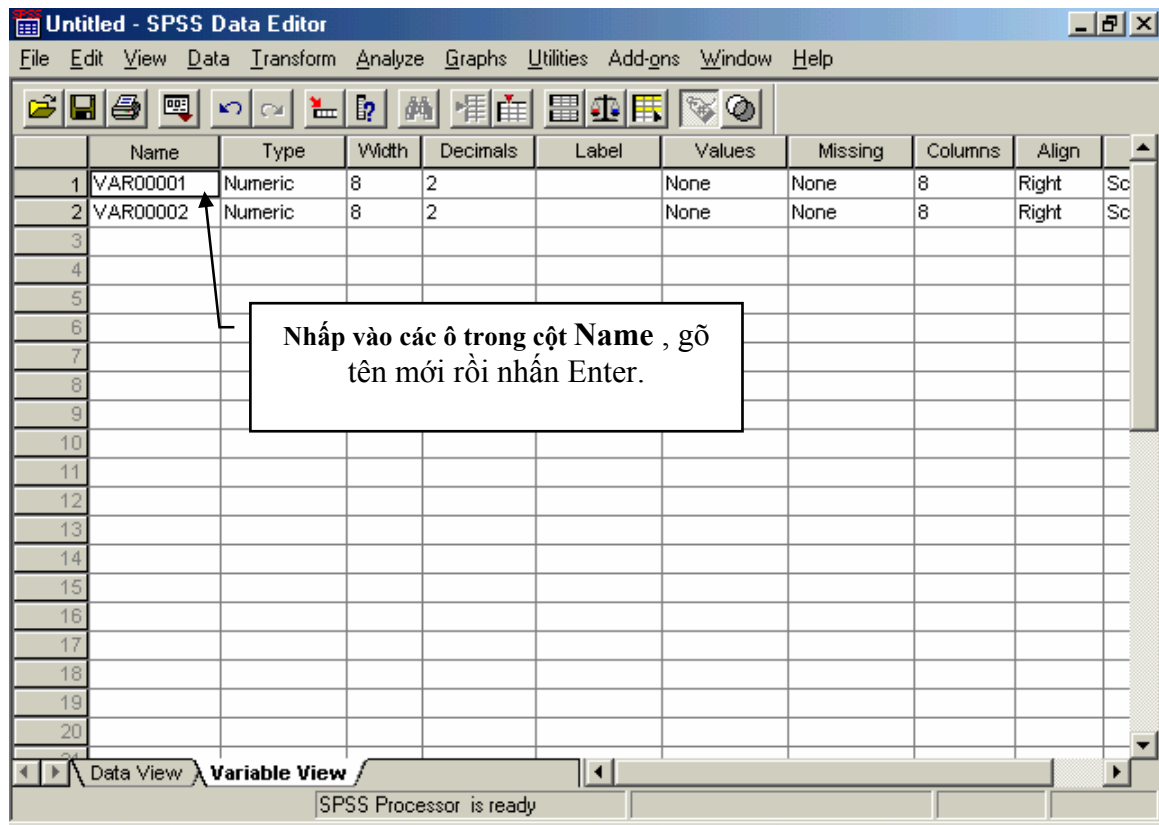 SPSS Untitled - SPSS Data Editor
File Edit View Data Transform Analyze Graphs Utilities Add-ons Window Help
Name Type Width Decimals Label Values Missing Columns Align
1 VAR00001 Numeric 8 2 None None 8 Right Sc
2 VAR00002 Numeric 8 2 None None 8 Right Sc
3
4
5
6
7
8
9
10
11
12
13
14
15
16
17
18
19
20
21
Nhấp vào các ô trong cột Name , gõ
tên mới rồi nhấn Enter.
Data View Variable View
SPSS Processor is ready